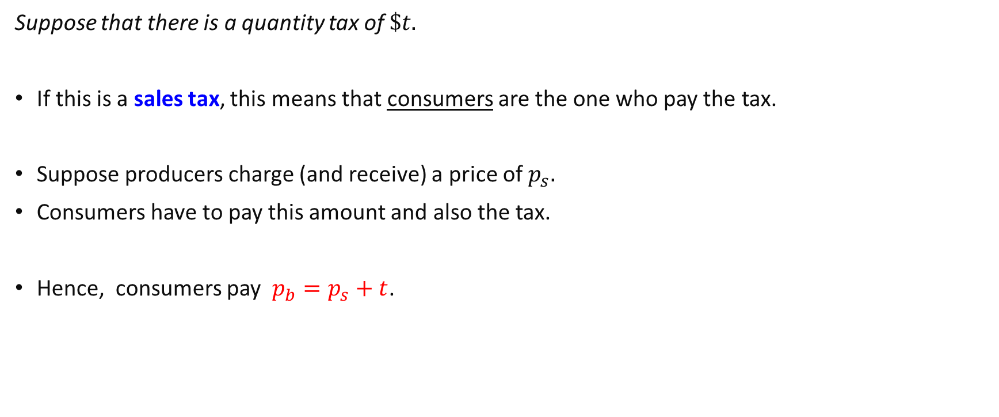 Suppose that there is a quantity tax of $t.
• If this is a sales tax, this means that consumers are the one who pay the tax.
• Suppose producers charge (and receive) a price of pₛ.
• Consumers have to pay this amount and also the tax.
• Hence, consumers pay p_b = pₛ + t.